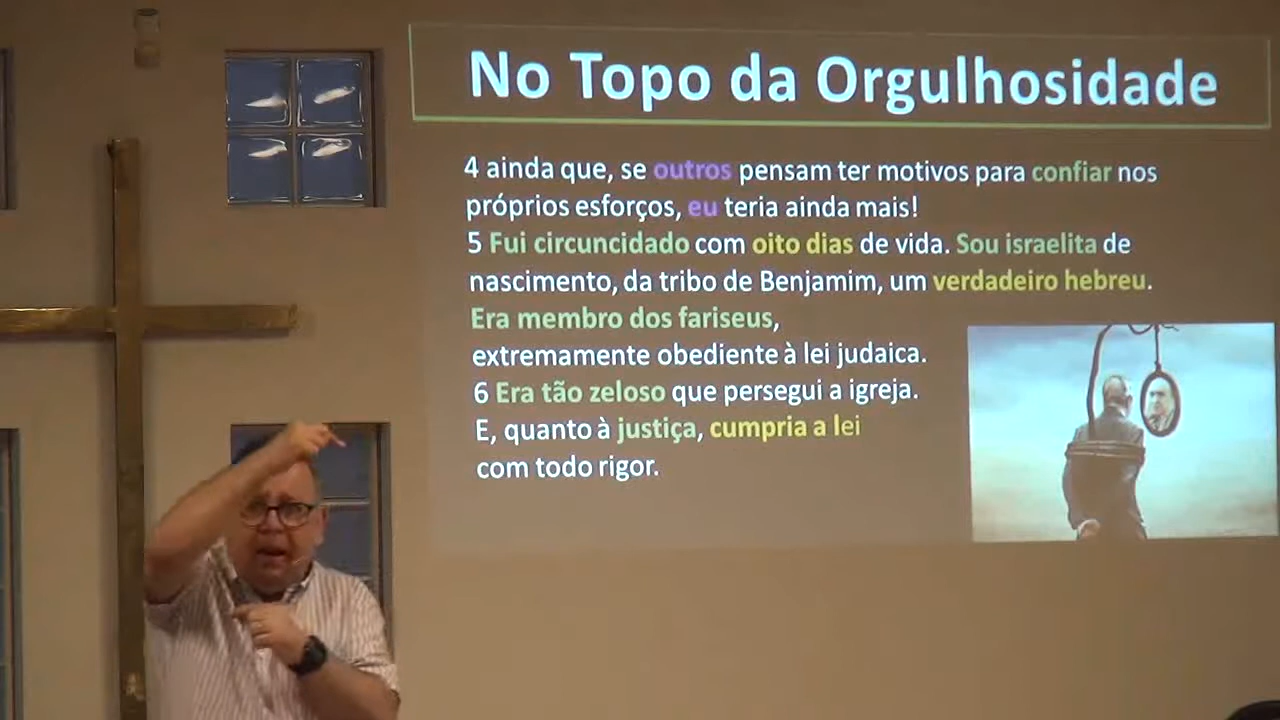 No Topo da Orgulhosidade
4 ainda que, se outros pensam ter motivos para confiar nos
próprios esforços, eu teria ainda mais!
5 Fui circuncidado com oito dias de vida. Sou israelita de
nascimento, da tribo de Benjamim, um verdadeiro hebreu.
Era membro dos fariseus,
extremamente obediente à lei judaica.
6 Era tão zeloso que persegui a igreja.
E, quanto à justiça, cumpria a lei
com todo rigor.